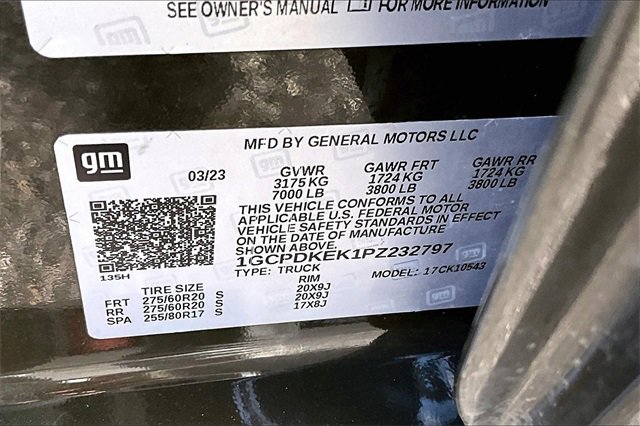 SEE OWNER'S MANUAL FOR MORE INFORMATION
gm
MFD BY GENERAL MOTORS LLC
03/23 GVWR GAWR FRT GAWR RR
3175 KG 1724 KG 1724 KG
7000 LB 3800 LB 3800 LB
THIS VEHICLE CONFORMS TO ALL
APPLICABLE U.S. FEDERAL MOTOR
VEHICLE SAFETY STANDARDS IN EFFECT
ON THE DATE OF MANUFACTURE
SHOWN ABOVE.
1GCPDKEK1PZ232797
135H
TYPE: TRUCK MODEL: 17CK10543
TIRE SIZE RIM
FRT 275/60R20 S 20X9J
RR 275/60R20 S 20X9J
SPA 255/80R17 S 17X8J